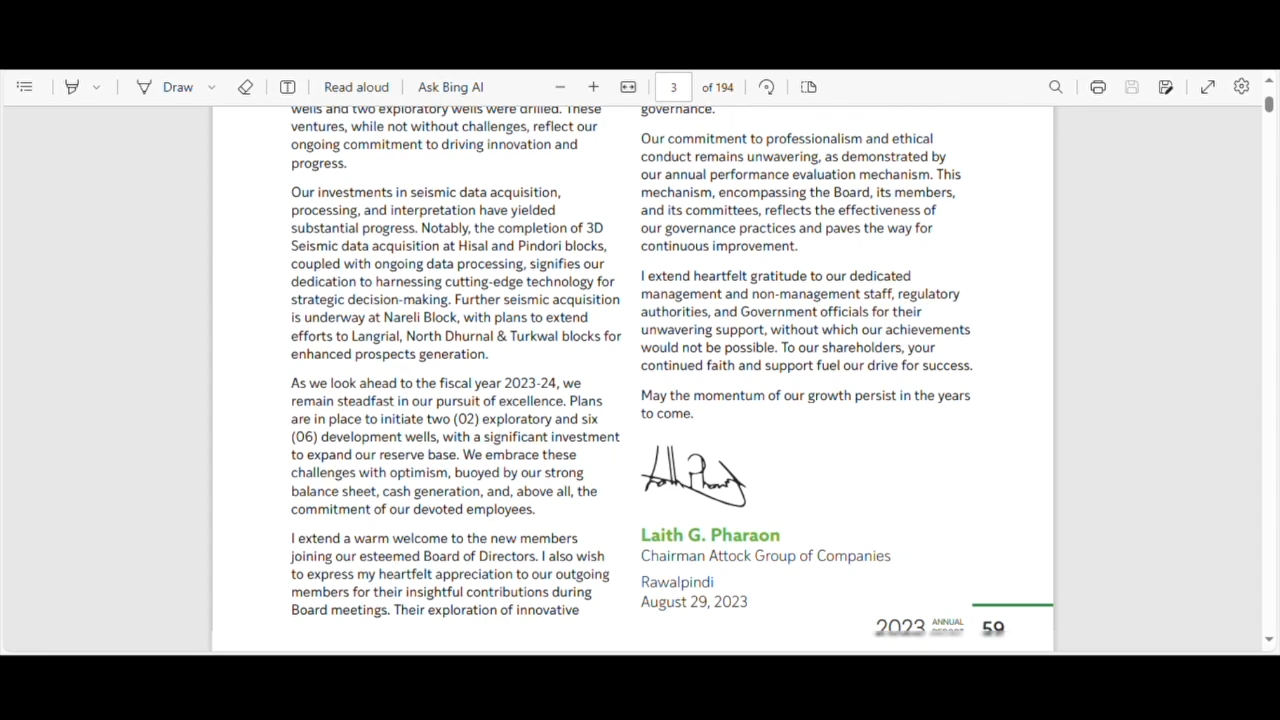 Draw
Read aloud
Ask Bing AI
3
of 194
wells and two exploratory wells were drilled. These
ventures, while not without challenges, reflect our
ongoing commitment to driving innovation and
progress.
Our investments in seismic data acquisition,
processing, and interpretation have yielded
substantial progress. Notably, the completion of 3D
Seismic data acquisition at Hisal and Pindori blocks,
coupled with ongoing data processing, signifies our
dedication to harnessing cutting-edge technology for
strategic decision-making. Further seismic acquisition
is underway at Nareli Block, with plans to extend
efforts to Langrial, North Dhurnal & Turkwal blocks for
enhanced prospects generation.
As we look ahead to the fiscal year 2023-24, we
remain steadfast in our pursuit of excellence. Plans
are in place to initiate two (02) exploratory and six
(06) development wells, with a significant investment
to expand our reserve base. We embrace these
challenges with optimism, buoyed by our strong
balance sheet, cash generation, and, above all, the
commitment of our devoted employees.
I extend a warm welcome to the new members
joining our esteemed Board of Directors. I also wish
to express my heartfelt appreciation to our outgoing
members for their insightful contributions during
Board meetings. Their exploration of innovative
governance.
Our commitment to professionalism and ethical
conduct remains unwavering, as demonstrated by
our annual performance evaluation mechanism. This
mechanism, encompassing the Board, its members,
and its committees, reflects the effectiveness of
our governance practices and paves the way for
continuous improvement.
I extend heartfelt gratitude to our dedicated
management and non-management staff, regulatory
authorities, and Government officials for their
unwavering support, without which our achievements
would not be possible. To our shareholders, your
continued faith and support fuel our drive for success.
May the momentum of our growth persist in the years
to come.
Laith Pharaon
Laith G. Pharaon
Chairman Attock Group of Companies
Rawalpindi
August 29, 2023
2023 ANNUAL
REPORT
59